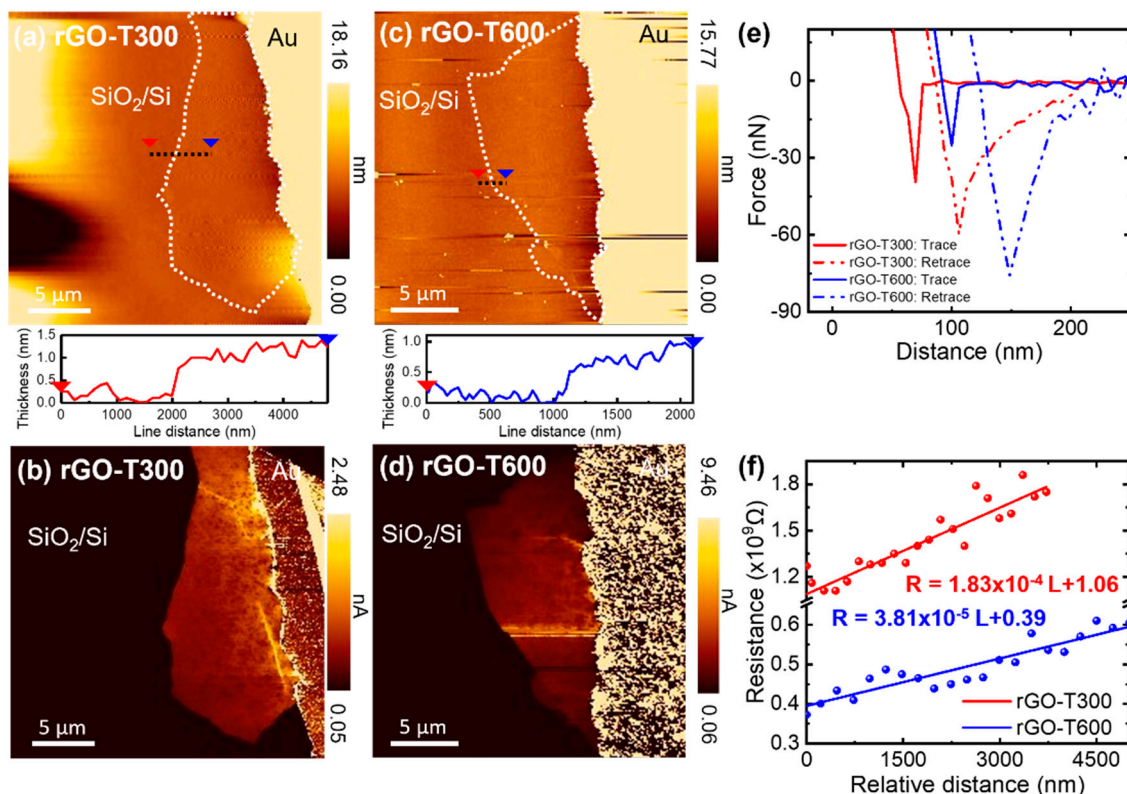 (a) rGO-T300
Au
SiO2/Si
5 µm
18.16
nm
0.00
(c) rGO-T600
SiO2/Si
5 µm
15.77
nm
0.00
Thickness (nm)
1.5
1.0
0.5
0.0
0 1000 2000 3000 4000
Line distance (nm)
Thickness (nm)
1.0
0.5
0.0
0 500 1000 1500 2000
Line distance (nm)
(b) rGO-T300
Au
SiO2/Si
5 µm
2.48
nA
0.05
(d) rGO-T600
Au
SiO2/Si
5 µm
9.46
nA
0.06
(e)
Force (nN)
0
-30
-60
-90
rGO-T300: Trace
rGO-T300: Retrace
rGO-T600: Trace
rGO-T600: Retrace
0 100 200
Distance (nm)
(f)
Resistance (x10⁹Ω)
1.8
1.5
1.2
0.6
0.5
0.4
0.3
R = 1.83x10⁻⁴ L+1.06
R = 3.81x10⁻⁵ L+0.39
rGO-T300
rGO-T600
0 1500 3000 4500
Relative distance (nm)